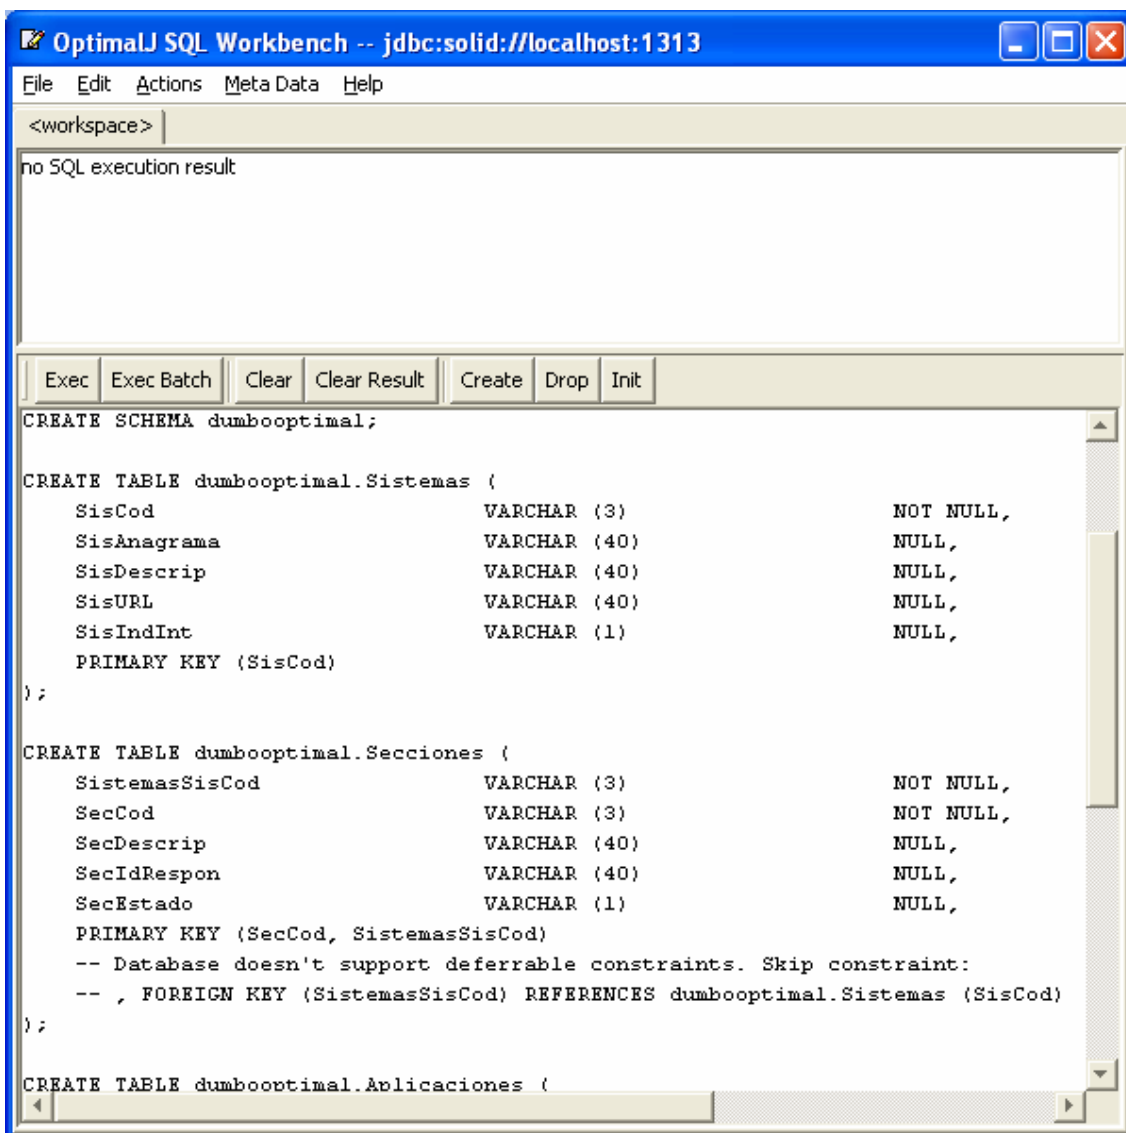 OptimalJ SQL Workbench -- jdbc:solid://localhost:1313
File Edit Actions Meta Data Help
<workspace>
no SQL execution result
Exec Exec Batch Clear Clear Result Create Drop Init
CREATE SCHEMA dumbooptimal;
CREATE TABLE dumbooptimal.Sistemas (
SisCod VARCHAR (3) NOT NULL,
SisAnagrama VARCHAR (40) NULL,
SisDescrip VARCHAR (40) NULL,
SisURL VARCHAR (40) NULL,
SisIndInt VARCHAR (1) NULL,
PRIMARY KEY (SisCod)
);
CREATE TABLE dumbooptimal.Secciones (
SistemasSisCod VARCHAR (3) NOT NULL,
SecCod VARCHAR (3) NOT NULL,
SecDescrip VARCHAR (40) NULL,
SecIdRespon VARCHAR (40) NULL,
SecEstado VARCHAR (1) NULL,
PRIMARY KEY (SecCod, SistemasSisCod)
-- Database doesn't support deferrable constraints. Skip constraint:
-- , FOREIGN KEY (SistemasSisCod) REFERENCES dumbooptimal.Sistemas (SisCod)
);
CREATE TABLE dumbooptimal.Aplicaciones (